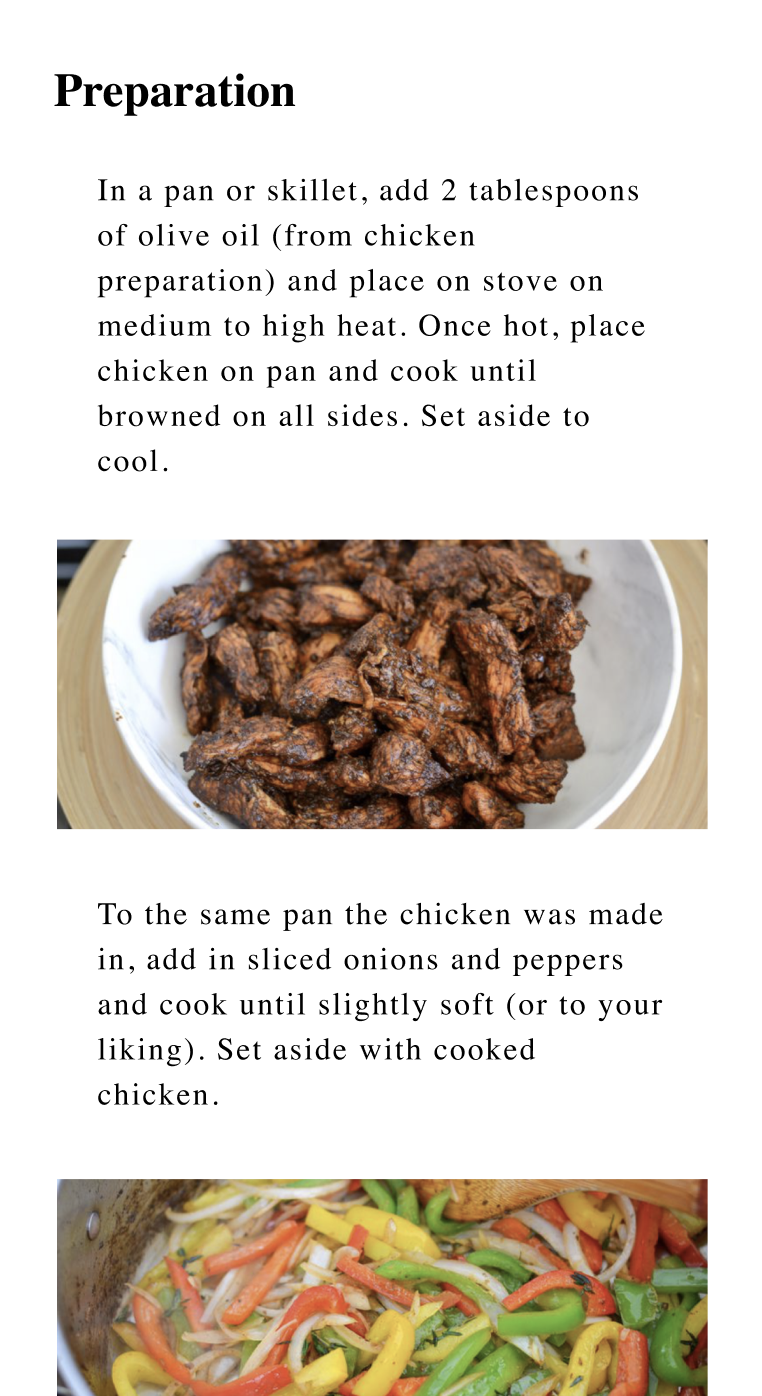 Preparation
In a pan or skillet, add 2 tablespoons
of olive oil (from chicken
preparation) and place on stove on
medium to high heat. Once hot, place
chicken on pan and cook until
browned on all sides. Set aside to
cool.
To the same pan the chicken was made
in, add in sliced onions and peppers
and cook until slightly soft (or to your
liking). Set aside with cooked
chicken.